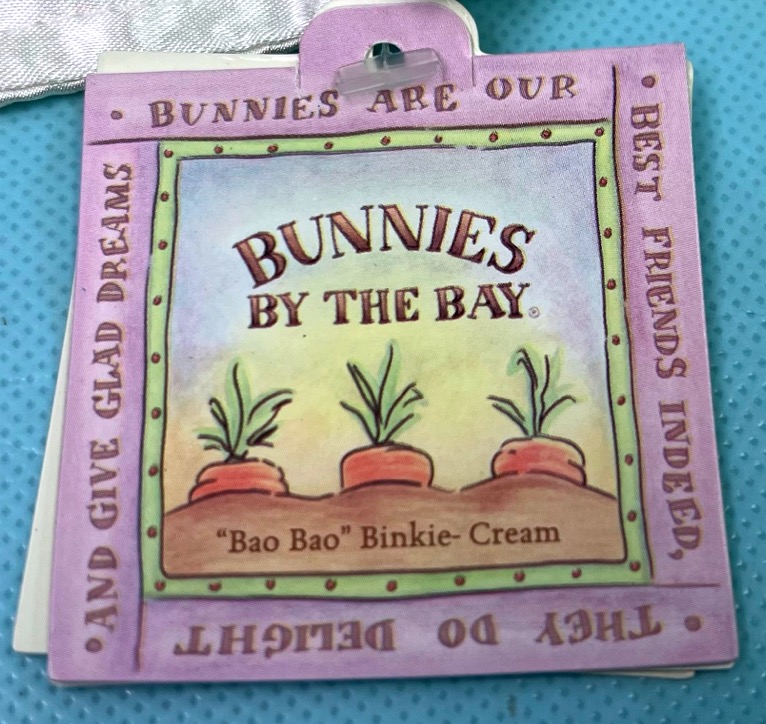 • BUNNIES ARE OUR
• BEST FRIENDS INDEED,
• THEY DO DELIGHT
• AND GIVE GLAD DREAMS
BUNNIES
BY THE BAY®
“Bao Bao” Binkie- Cream